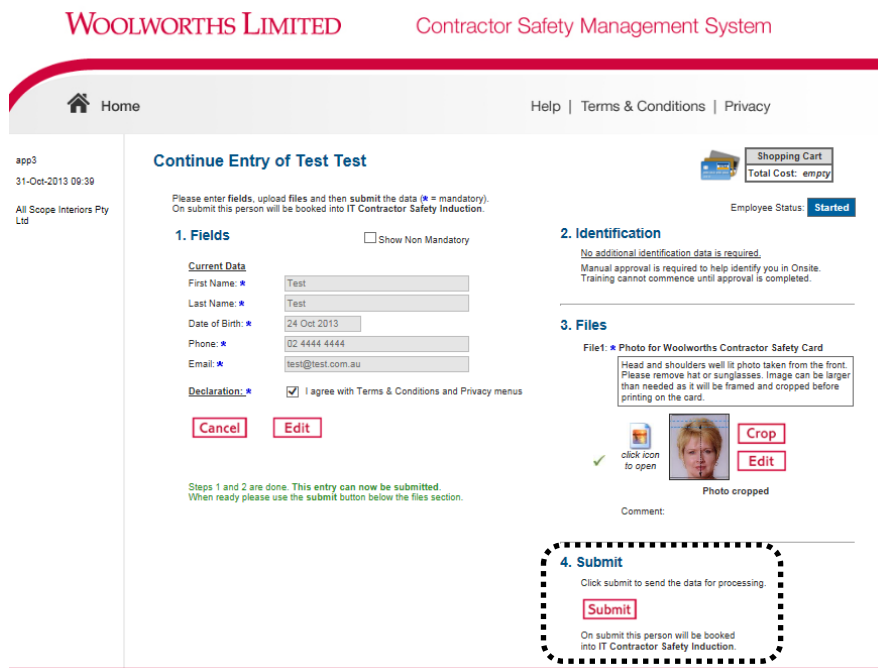 WOOLWORTHS LIMITED
Contractor Safety Management System
Home
Help | Terms & Conditions | Privacy
app3
31-Oct-2013 09:39
All Scope Interiors Pty
Ltd
Continue Entry of Test Test
Shopping Cart
Total Cost: empty
Please enter fields, upload files and then submit the data (* = mandatory).
On submit this person will be booked into IT Contractor Safety Induction.
Employee Status: Started
1. Fields
Show Non Mandatory
Current Data
First Name: * Test
Last Name: * Test
Date of Birth: * 24 Oct 2013
Phone: * 02 4444 4444
Email: * test@test.com.au
Declaration: * I agree with Terms & Conditions and Privacy menus
Cancel
Edit
Steps 1 and 2 are done. This entry can now be submitted.
When ready please use the submit button below the files section.
2. Identification
No additional identification data is required.
Manual approval is required to help identify you in Onsite.
Training cannot commence until approval is completed.
3. Files
File1: * Photo for Woolworths Contractor Safety Card
Head and shoulders well lit photo taken from the front.
Please remove hat or sunglasses. Image can be larger
than needed as it will be framed and cropped before
printing on the card.
click icon
to open
Crop
Edit
Photo cropped
Comment:
4. Submit
Click submit to send the data for processing.
Submit
On submit this person will be booked
into IT Contractor Safety Induction.